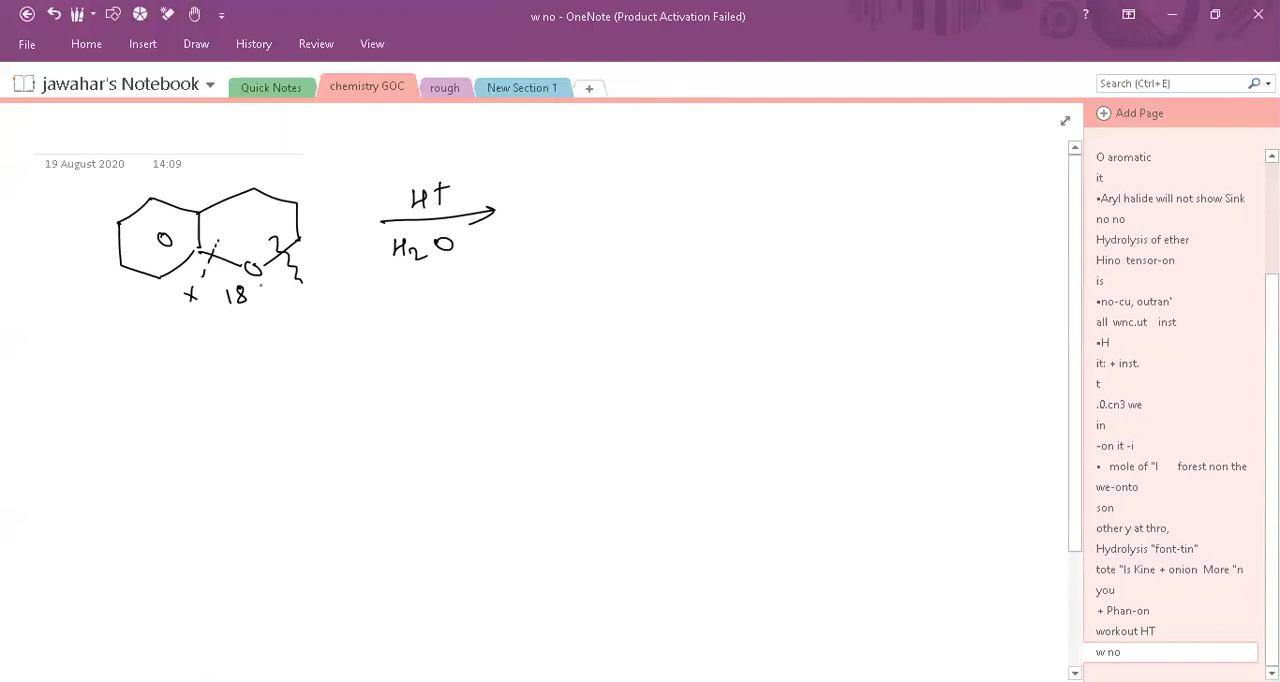 w no - OneNote (Product Activation Failed)
?
File Home Insert Draw History Review View
jawahar's Notebook
Quick Notes
chemistry GOC
rough
New Section 1
+
Search (Ctrl+E)
Add Page
19 August 2020 14:09
H+
H2O
O
O
x 18
O aromatic
it
•Aryl halide will not show Sink
no no
Hydrolysis of ether
Hino tensor-on
is
•no-cu, outran'
all wnc.ut inst
•H
it: + inst.
t
.0.cn3 we
in
-on it -i
• mole of "I forest non the
we-onto
son
other y at thro,
Hydrolysis "font-tin"
tote "Is Kine + onion More "n
you
+ Phan-on
workout HT
w no